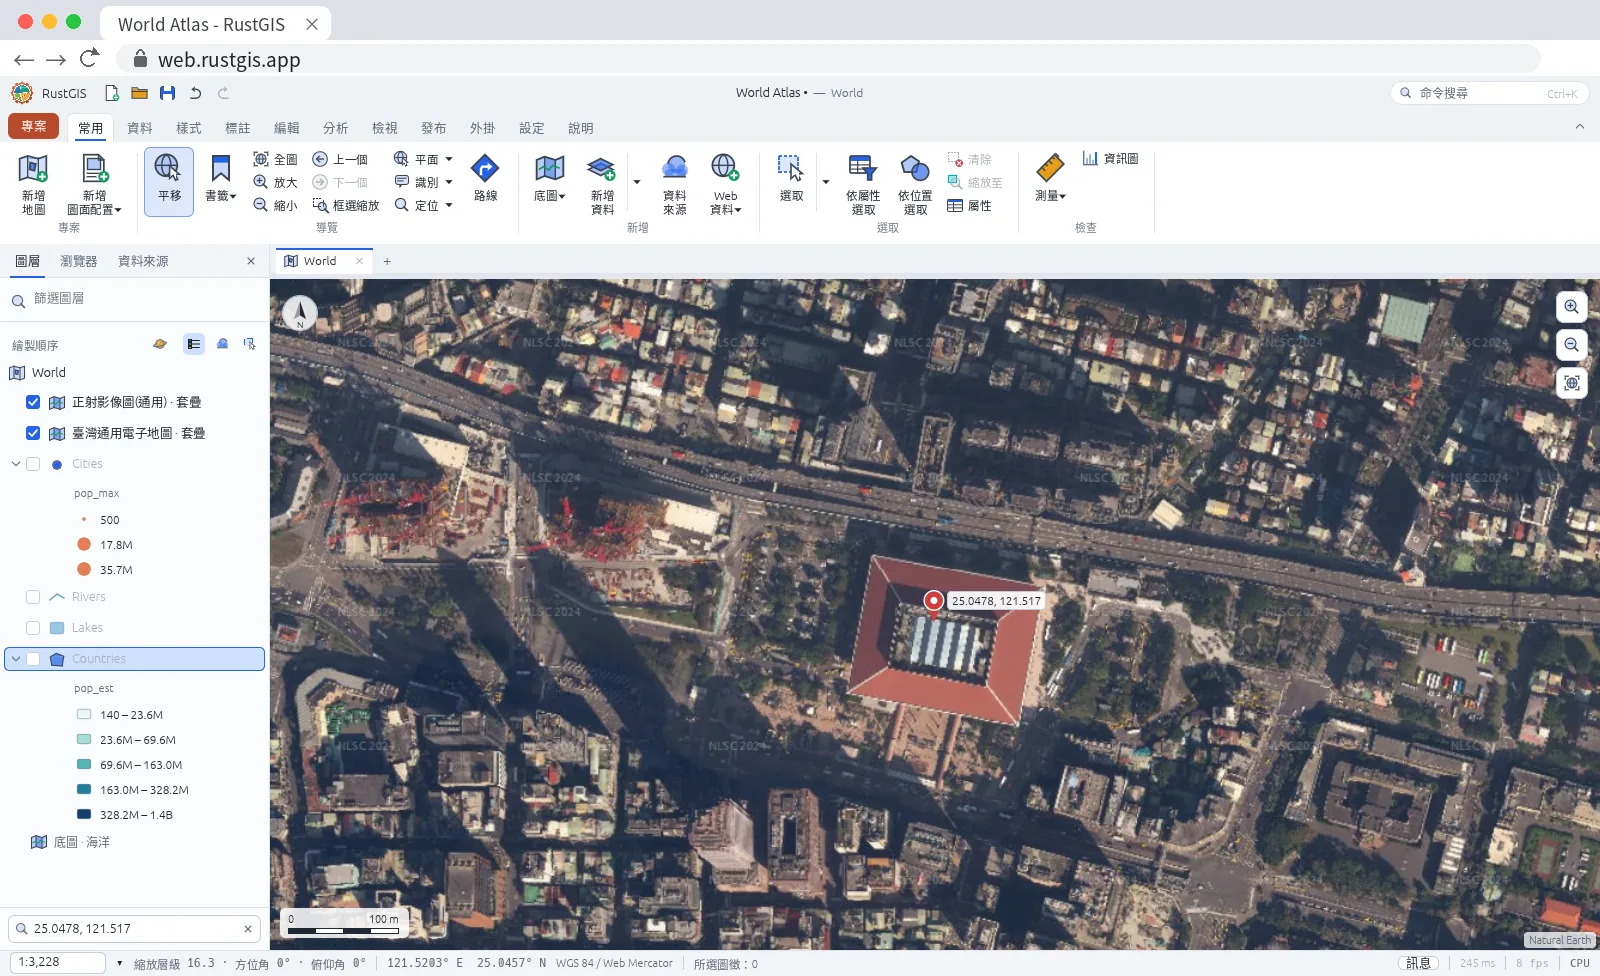 World Atlas - RustGIS
web.rustgis.app
RustGIS
World Atlas • — World
命令搜尋 Ctrl+K
專案 常用 資料 樣式 標註 編輯 分析 檢視 發布 外掛 設定 說明
新增地圖
新增圖面配置
專案
平移
書籤
全圖
放大
縮小
上一個
下一個
框選縮放
平面
識別
定位
路線
導覽
底圖
新增資料
資料來源
Web資料
新增
選取
依屬性選取
依位置選取
清除
縮放至
屬性
選取
測量
資訊圖
檢查
圖層 瀏覽器 資料來源
World
篩選圖層
繪製順序
World
正射影像圖(通用) · 套疊
臺灣通用電子地圖 · 套疊
Cities
pop_max
500
17.8M
35.7M
Rivers
Lakes
Countries
pop_est
140 – 23.6M
23.6M – 69.6M
69.6M – 163.0M
163.0M – 328.2M
328.2M – 1.4B
底圖 · 海洋
25.0478, 121.517
N
NLSC 2024
25.0478, 121.517
0 100 m
Natural Earth
1:3,228
縮放層級 16.3 · 方位角 0° · 俯仰角 0°
121.5203° E 25.0457° N
WGS 84 / Web Mercator
所選圖徵：0
訊息
245 ms
8 fps
CPU